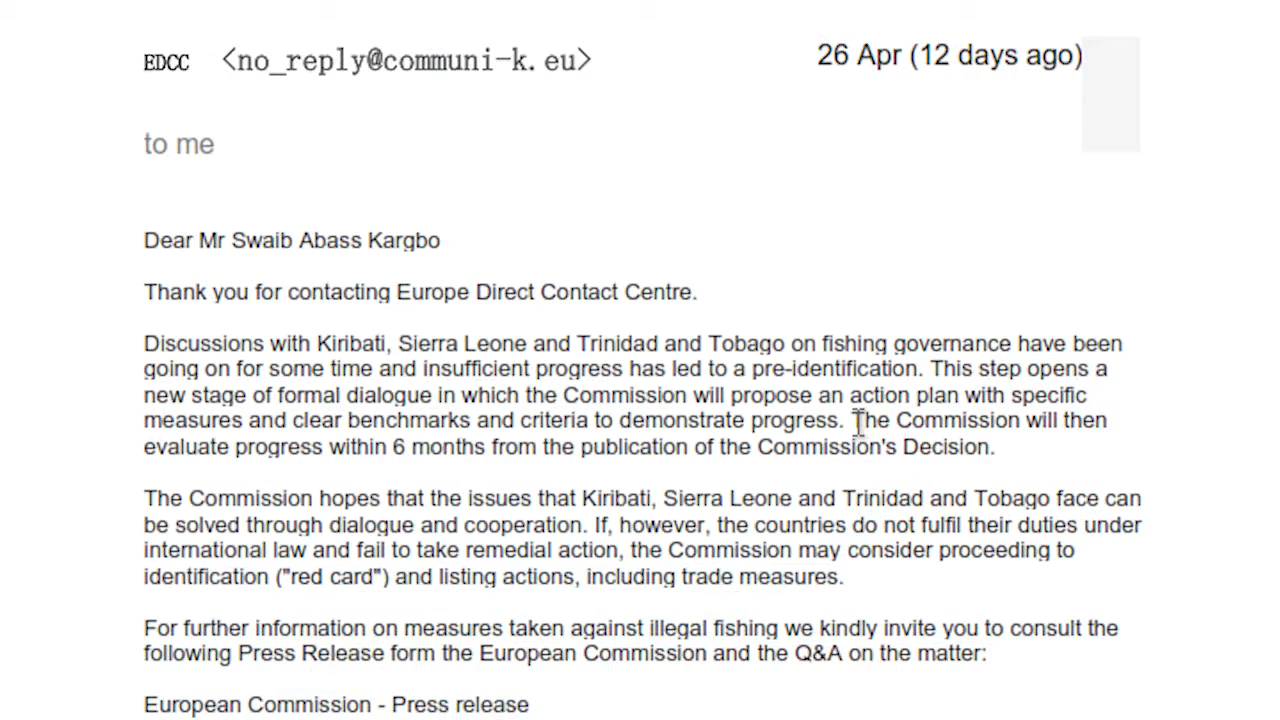 EDCC <no_reply@communi-k.eu>
26 Apr (12 days ago)
to me
Dear Mr Swaib Abass Kargbo
Thank you for contacting Europe Direct Contact Centre.
Discussions with Kiribati, Sierra Leone and Trinidad and Tobago on fishing governance have been
going on for some time and insufficient progress has led to a pre-identification. This step opens a
new stage of formal dialogue in which the Commission will propose an action plan with specific
measures and clear benchmarks and criteria to demonstrate progress. The Commission will then
evaluate progress within 6 months from the publication of the Commission's Decision.
The Commission hopes that the issues that Kiribati, Sierra Leone and Trinidad and Tobago face can
be solved through dialogue and cooperation. If, however, the countries do not fulfil their duties under
international law and fail to take remedial action, the Commission may consider proceeding to
identification ("red card") and listing actions, including trade measures.
For further information on measures taken against illegal fishing we kindly invite you to consult the
following Press Release form the European Commission and the Q&A on the matter:
European Commission - Press release